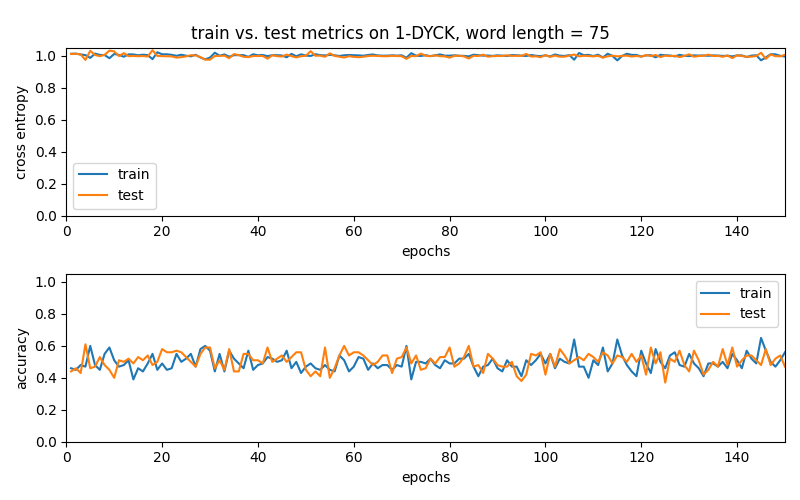 train vs. test metrics on 1-DYCK, word length = 75
1.0
0.8
0.6
0.4
0.2
0.0
cross entropy
train
test
0 20 40 60 80 100 120 140
epochs
1.0
0.8
0.6
0.4
0.2
0.0
accuracy
train
test
0 20 40 60 80 100 120 140
epochs